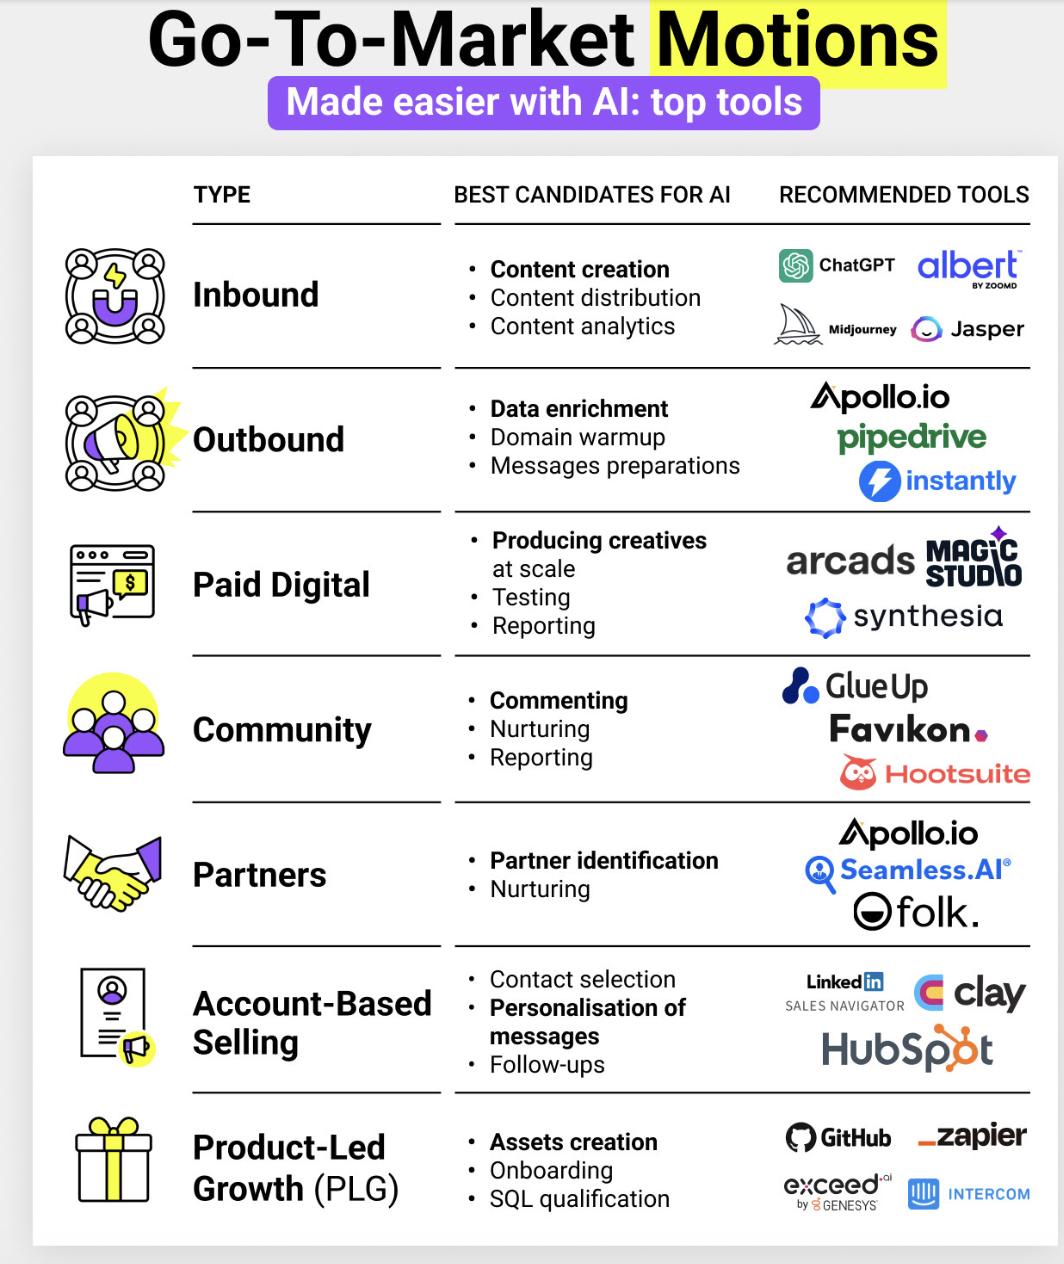 Go-To-Market Motions
Made easier with AI: top tools
TYPE
BEST CANDIDATES FOR AI
RECOMMENDED TOOLS
Inbound
• Content creation
• Content distribution
• Content analytics
ChatGPT
albert™
BY ZOOMD
Midjourney
Jasper
Outbound
• Data enrichment
• Domain warmup
• Messages preparations
Apollo.io
pipedrive
instantly
$
Paid Digital
• Producing creatives
at scale
• Testing
• Reporting
arcads
MAGiC
STUDIO
synthesia
Community
• Commenting
• Nurturing
• Reporting
Glue Up
Favikon
Hootsuite
Partners
• Partner identification
• Nurturing
Apollo.io
Seamless.AI®
folk.
Account-Based
Selling
• Contact selection
• Personalisation of
messages
• Follow-ups
Linkedin
SALES NAVIGATOR
clay
HubSpot
Product-Led
Growth (PLG)
• Assets creation
• Onboarding
• SQL qualification
GitHub
_zapier
exceed.ai
by GENESYS
INTERCOM